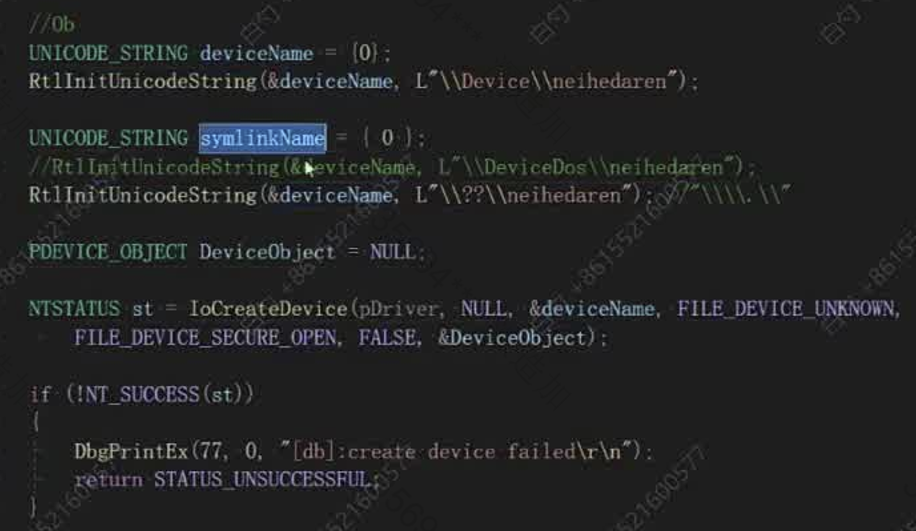 //Ob
UNICODE_STRING deviceName = {0};
RtlInitUnicodeString(&deviceName, L"\\Device\\neihedaren");
UNICODE_STRING symlinkName = { 0 };
//RtlInitUnicodeString(&deviceName, L"\\DeviceDos\\neihedaren");
RtlInitUnicodeString(&deviceName, L"\\??\\neihedaren"); //"\\\\.\\"
PDEVICE_OBJECT DeviceObject = NULL;
NTSTATUS st = IoCreateDevice(pDriver, NULL, &deviceName, FILE_DEVICE_UNKNOWN,
FILE_DEVICE_SECURE_OPEN, FALSE, &DeviceObject);
if (!NT_SUCCESS(st))
{
DbgPrintEx(77, 0, "[db]:create device failed\r\n");
return STATUS_UNSUCCESSFUL;
}